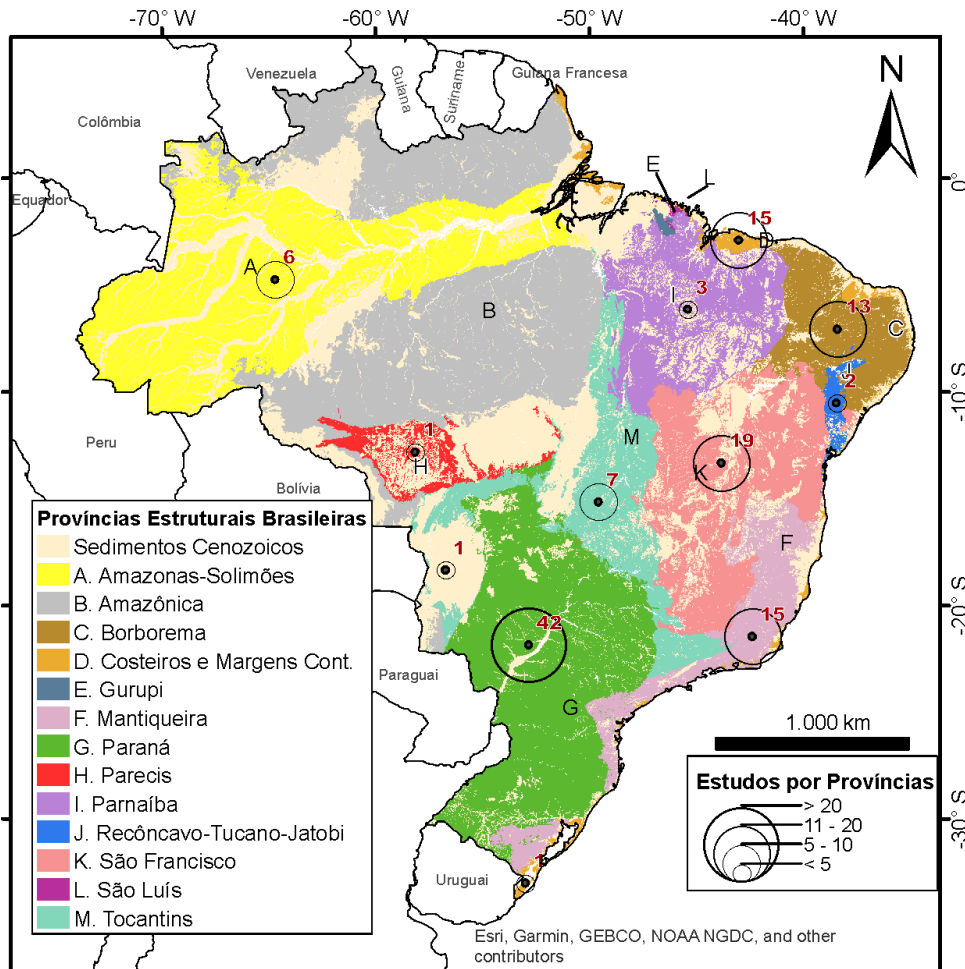 -70° W -60° W -50° W -40° W
Venezuela
Guiana
Suriname
Guiana Francesa
N
Colômbia
Equador
0°
E
L
15
D
6
A
3
I
B
13
C
J
2
-10° S
Peru
1
H
M
19
K
7
Bolívia
F
1
-20° S
42
15
Paraguai
G
1.000 km
-30° S
1
Uruguai
Províncias Estruturais Brasileiras
Sedimentos Cenozoicos
A. Amazonas-Solimões
B. Amazônica
C. Borborema
D. Costeiros e Margens Cont.
E. Gurupi
F. Mantiqueira
G. Paraná
H. Parecis
I. Parnaíba
J. Recôncavo-Tucano-Jatobi
K. São Francisco
L. São Luís
M. Tocantins
Estudos por Províncias
> 20
11 - 20
5 - 10
< 5
Esri, Garmin, GEBCO, NOAA NGDC, and other
contributors